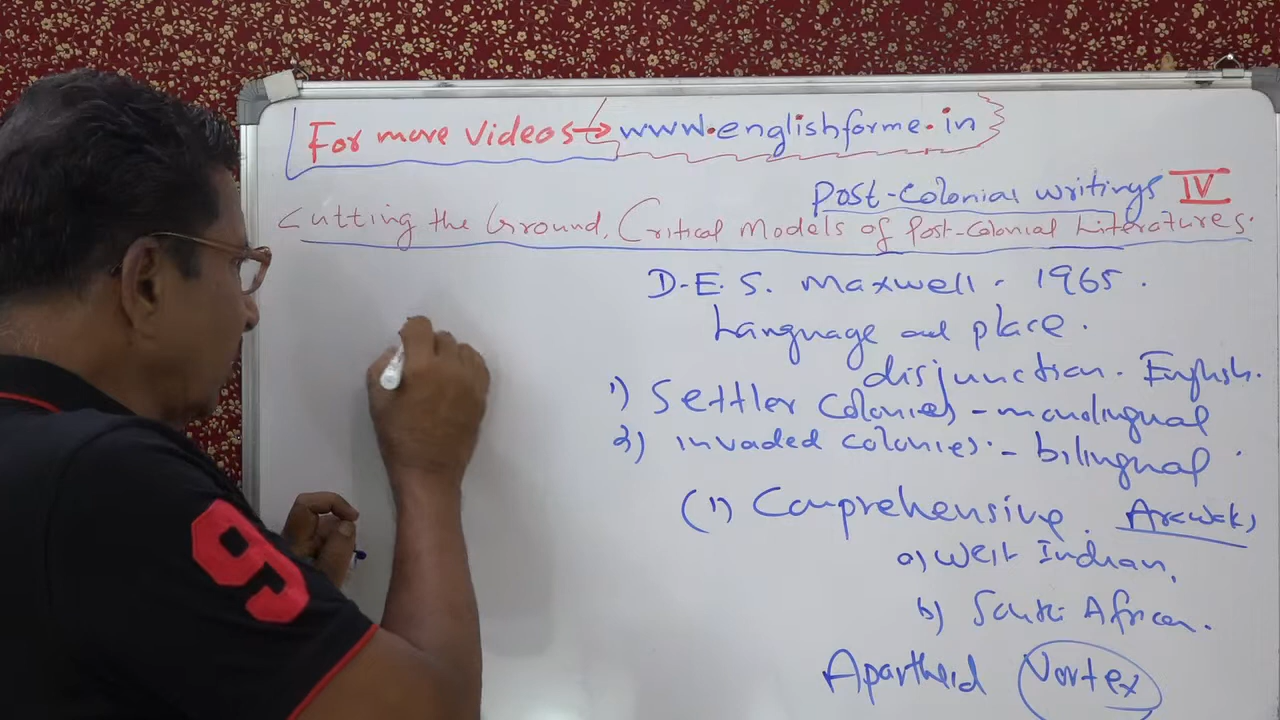 For more Videos→www.englishforme.in
Post-Colonial writings IV
Cutting the Ground, Critical Models of Post-Colonial Literatures.
D.E.S. Maxwell - 1965.
Language and place.
disjunction. English.
1) Settler Colonies - monolingual
2) invaded colonies. - bilingual
(1) Comprehensive. Arawaks
a) West Indian,
b) South African.
Apartheid Vortex
9